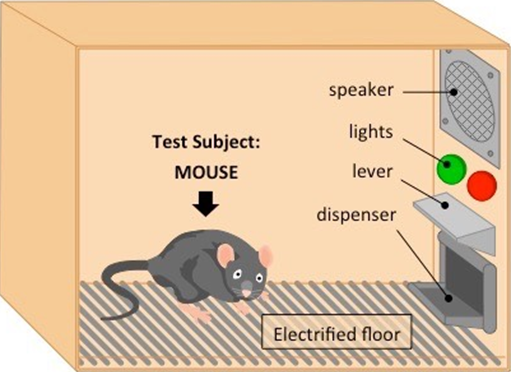 speaker
lights
Test Subject:
MOUSE
lever
dispenser
Electrified floor